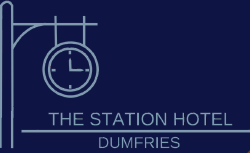 THE STATION HOTEL
DUMFRIES